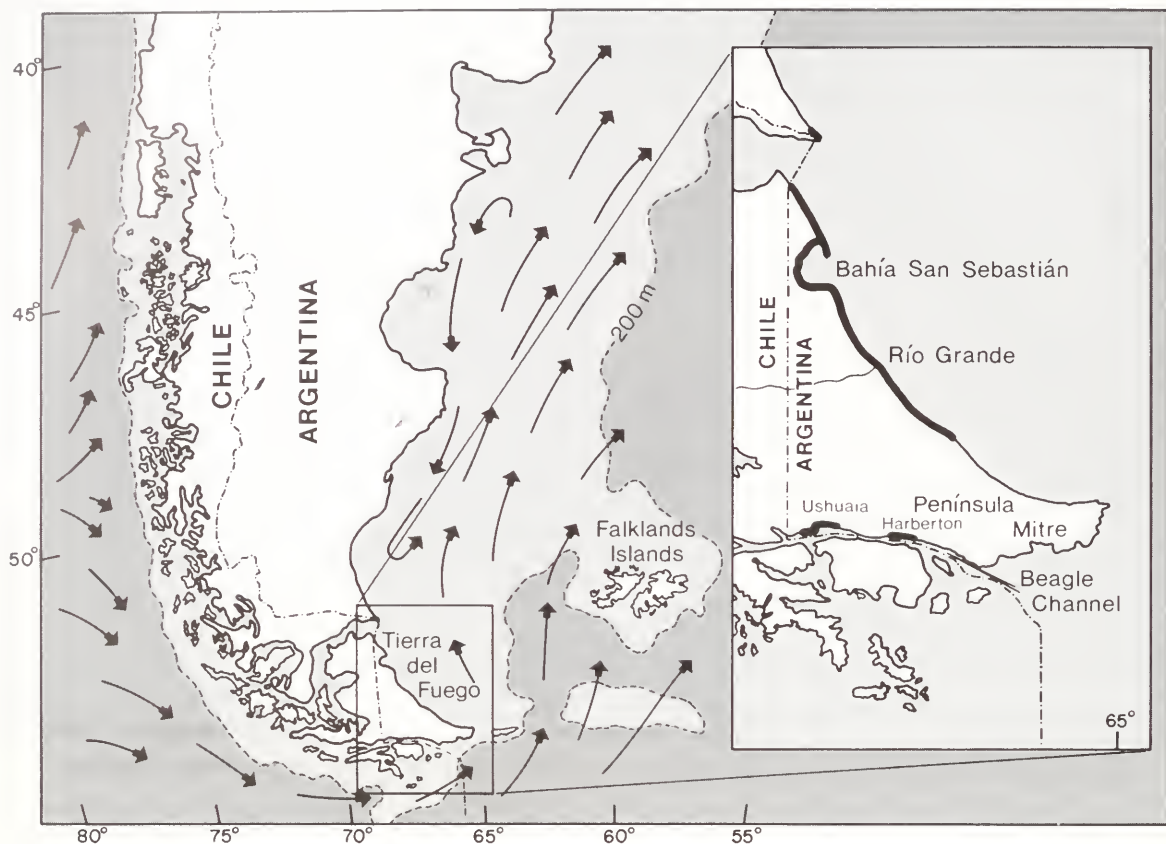 40°
45°
50°
80°
75°
70°
65°
60°
55°
CHILE
ARGENTINA
200 m
Falklands
Islands
Tierra
del
Fuego
Bahía San Sebastián
Río Grande
CHILE
ARGENTINA
Ushuaia
Harberton
Península
Mitre
Beagle
Channel
65°